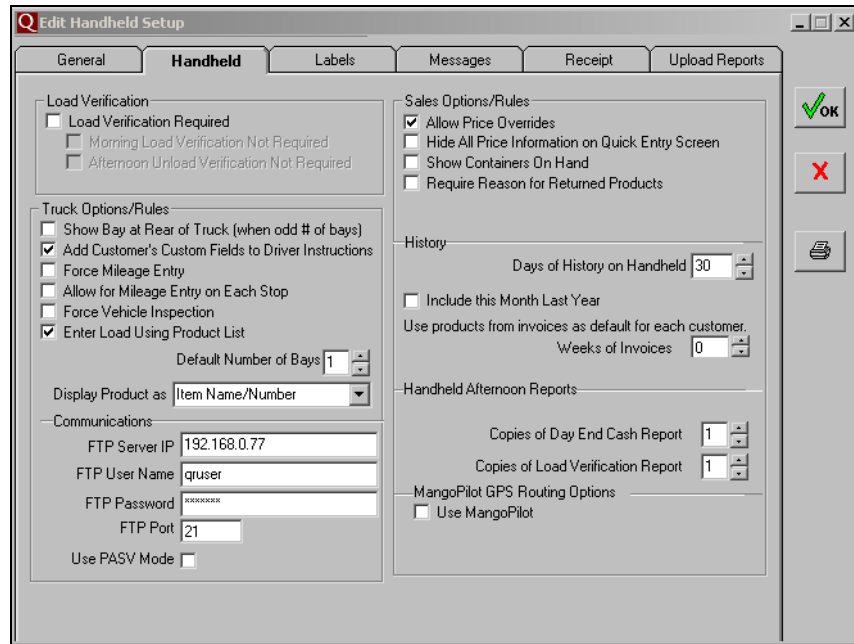 Q Edit Handheld Setup
General Handheld Labels Messages Receipt Upload Reports
Load Verification
Load Verification Required
Morning Load Verification Not Required
Afternoon Unload Verification Not Required
Truck Options/Rules
Show Bay at Rear of Truck (when odd # of bays)
Add Customer's Custom Fields to Driver Instructions
Force Mileage Entry
Allow for Mileage Entry on Each Stop
Force Vehicle Inspection
Enter Load Using Product List
Default Number of Bays 1
Display Product as Item Name/Number
Communications
FTP Server IP 192.168.0.77
FTP User Name qruser
FTP Password ×××××××
FTP Port 21
Use PASV Mode
Sales Options/Rules
Allow Price Overrides
Hide All Price Information on Quick Entry Screen
Show Containers On Hand
Require Reason for Returned Products
History
Days of History on Handheld 30
Include this Month Last Year
Use products from invoices as default for each customer.
Weeks of Invoices 0
Handheld Afternoon Reports
Copies of Day End Cash Report 1
Copies of Load Verification Report 1
MangoPilot GPS Routing Options
Use MangoPilot
OK
X